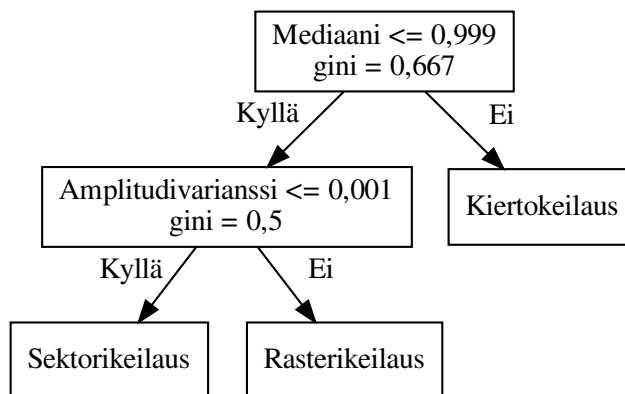 Mediaani <= 0,999
gini = 0,667
Kyllä
Ei
Amplitudivarianssi <= 0,001
gini = 0,5
Kiertokeilaus
Kyllä
Ei
Sektorikeilaus
Rasterikeilaus